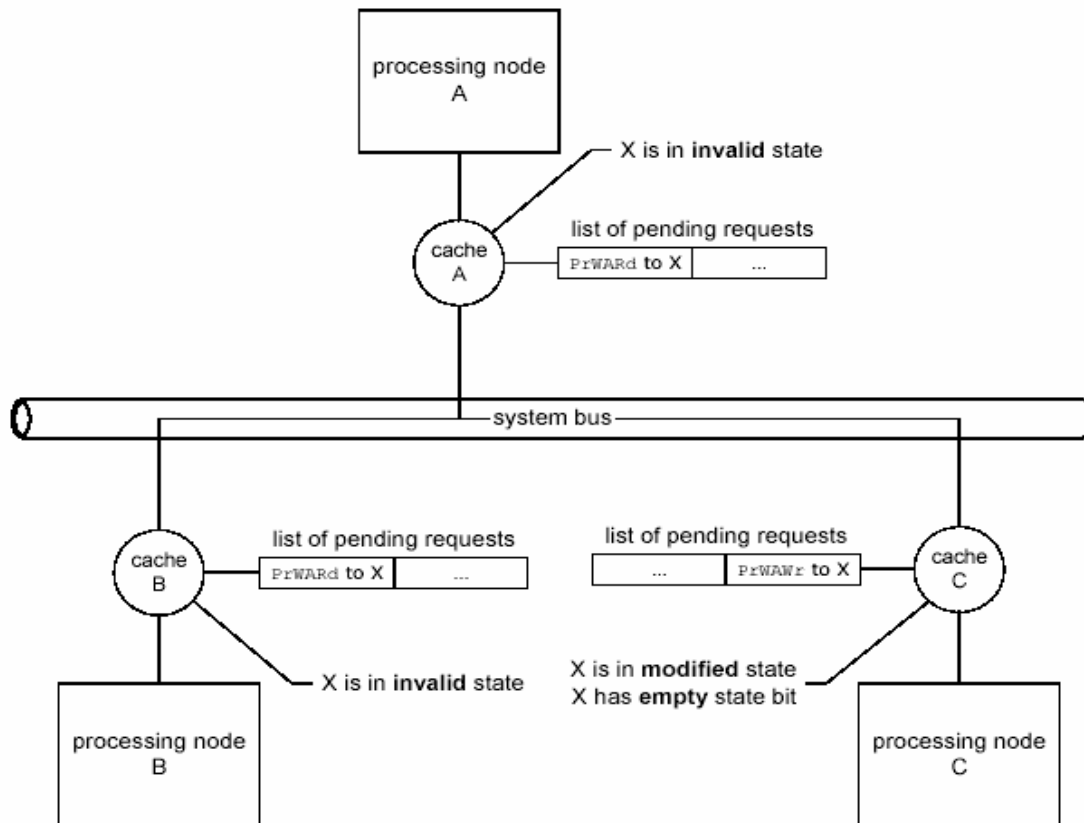 processing node
A
X is in invalid state
list of pending requests
cache
A
PrWARd to X
...
system bus
list of pending requests
cache
B
PrWARd to X
...
list of pending requests
...
PrWAWr to X
cache
C
X is in invalid state
X is in modified state
X has empty state bit
processing node
B
processing node
C